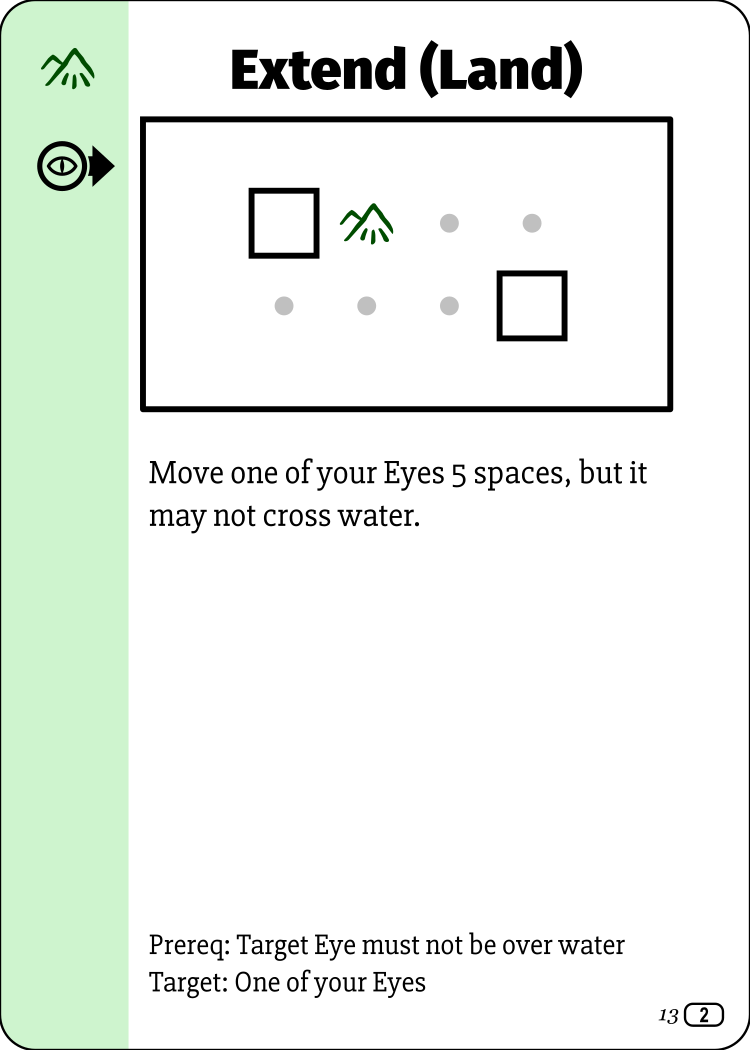 Extend (Land)
Move one of your Eyes 5 spaces, but it
may not cross water.
Prereq: Target Eye must not be over water
Target: One of your Eyes
13 2